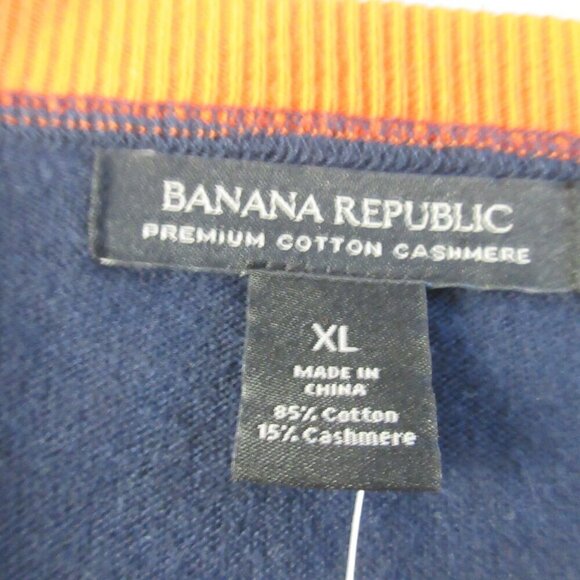 BANANA REPUBLIC
PREMIUM COTTON CASHMERE
XL
MADE IN
CHINA
85% Cotton
15% Cashmere